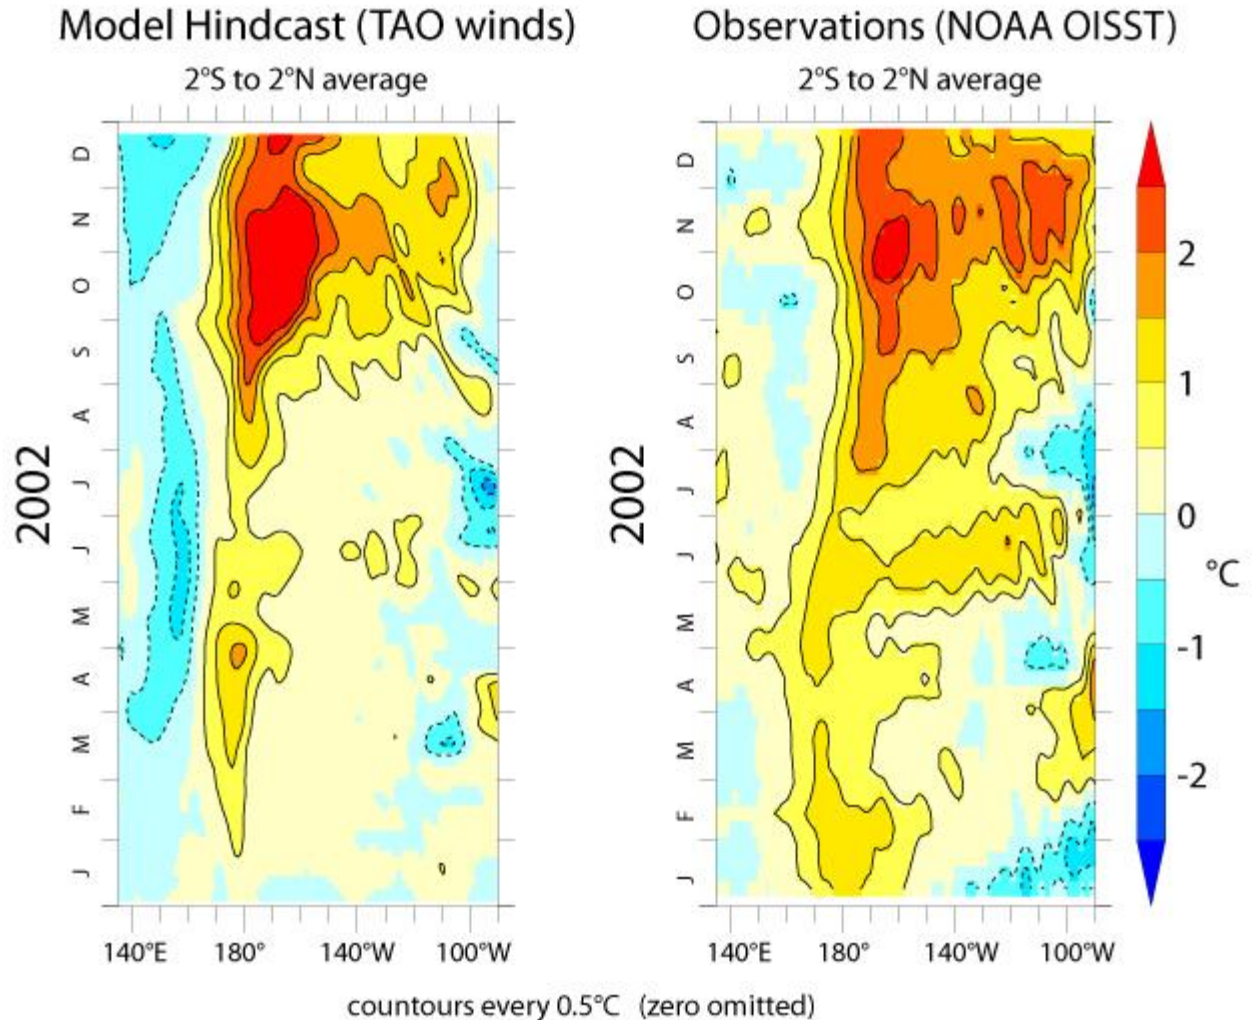 Model Hindcast (TAO winds)
2°S to 2°N average
D
N
O
S
A
J
J
M
A
M
F
J
2002
140°E 180° 140°W 100°W
Observations (NOAA OISST)
2°S to 2°N average
D
N
O
S
A
J
J
M
A
M
F
J
2002
140°E 180° 140°W 100°W
2
1
0
-1
-2
°C
countours every 0.5°C (zero omitted)